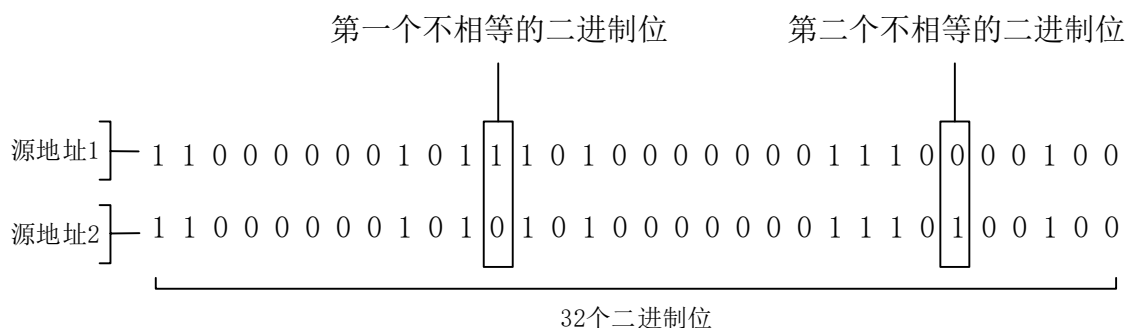 第一个不相等的二进制位 第二个不相等的二进制位
源地址1 1 1 0 0 0 0 0 0 1 0 1 1 1 0 1 0 0 0 0 0 0 0 1 1 1 0 0 0 0 1 0 0
源地址2 1 1 0 0 0 0 0 0 1 0 1 0 1 0 1 0 0 0 0 0 0 0 1 1 1 0 1 0 0 1 0 0
32个二进制位